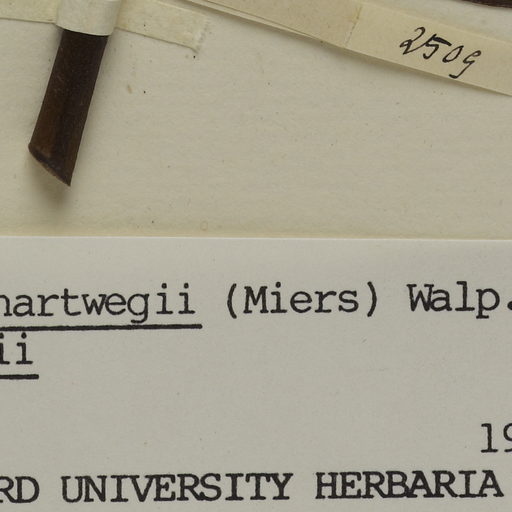 2509
hartwegii (Miers) Walp.
ii
19
RD UNIVERSITY HERBARIA